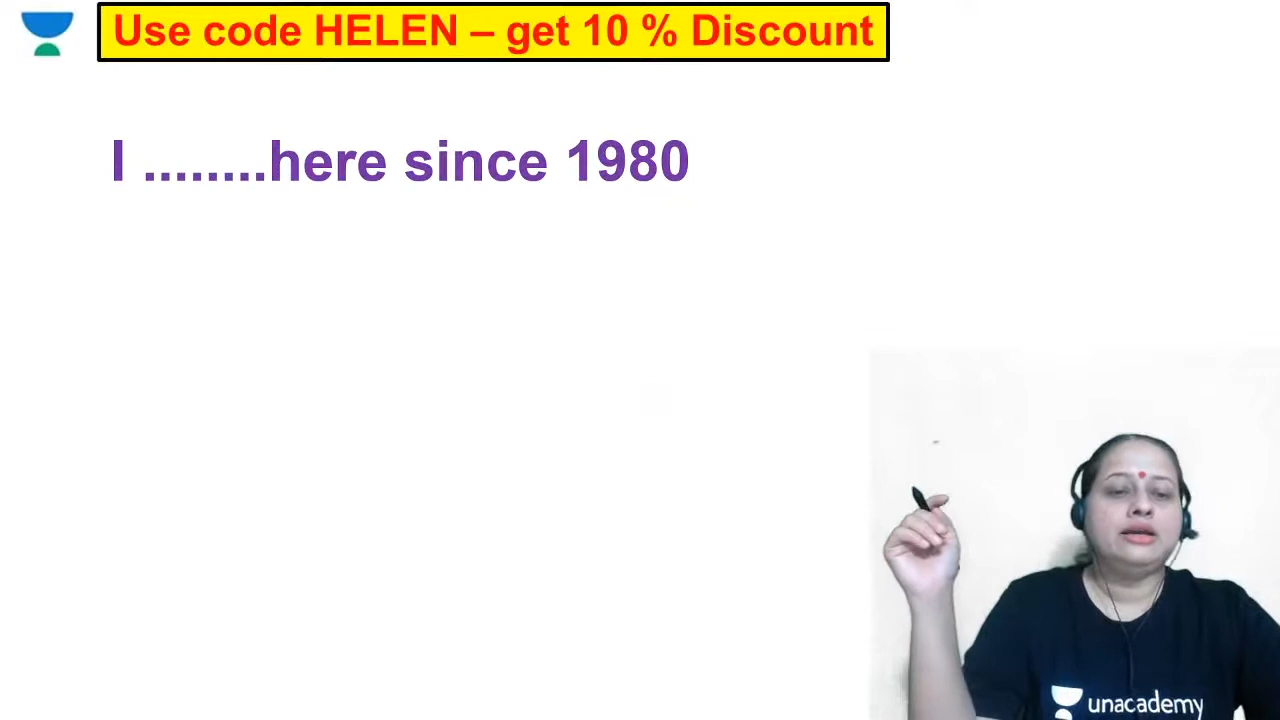 Use code HELEN – get 10 % Discount
I ........here since 1980
unacademy